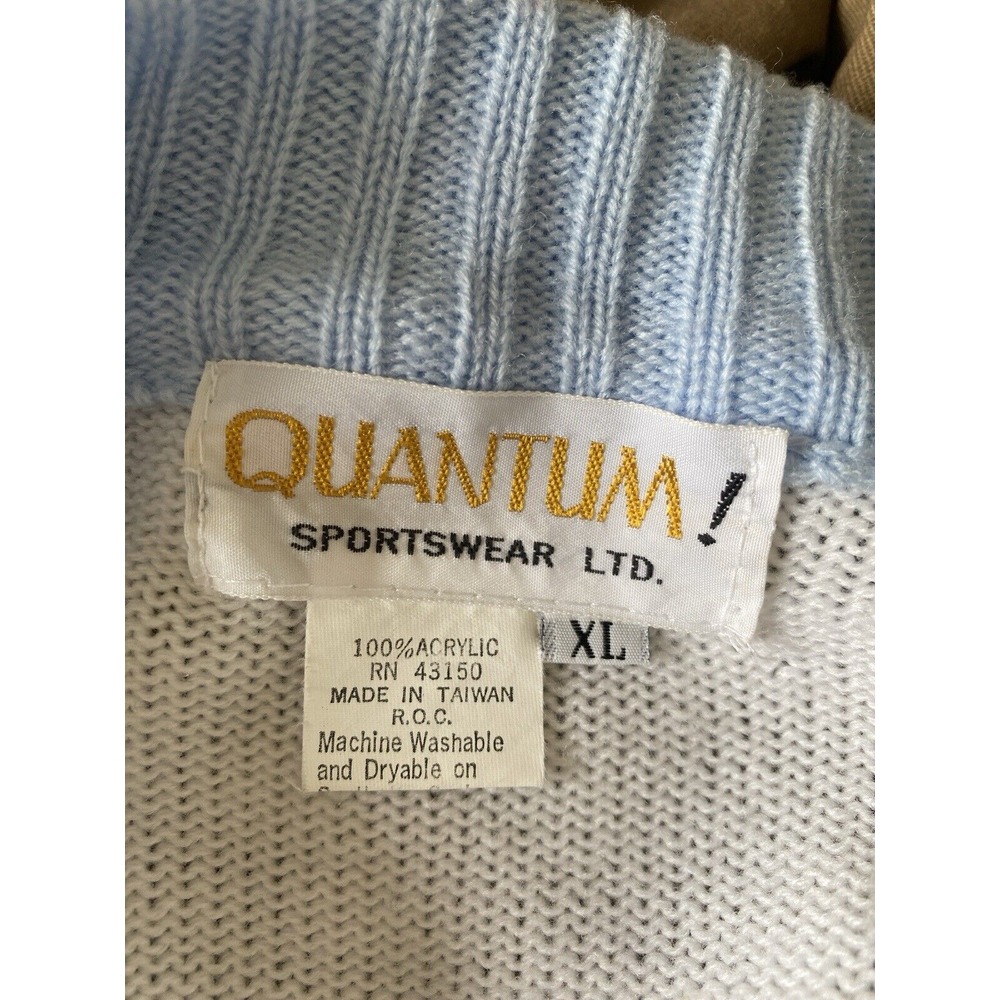 QUANTUM!
SPORTSWEAR LTD.
XL
100% ACRYLIC
RN 43150
MADE IN TAIWAN
R.O.C.
Machine Washable
and Dryable on